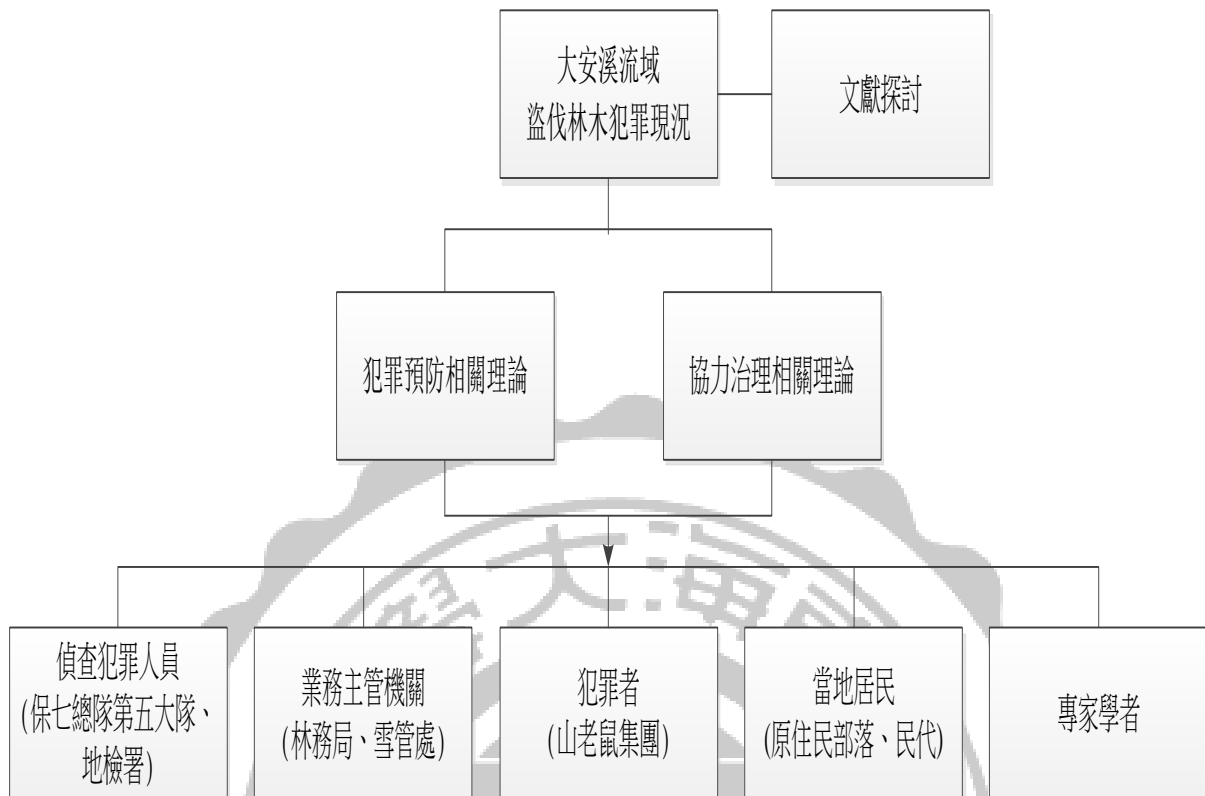 大安溪流域
盜伐林木犯罪現況
文獻探討
犯罪預防相關理論
協力治理相關理論
學大海東
偵查犯罪人員
(保七總隊第五大隊、
地檢署)
業務主管機關
(林務局、雪管處)
犯罪者
(山老鼠集團)
當地居民
(原住民部落、民代)
專家學者